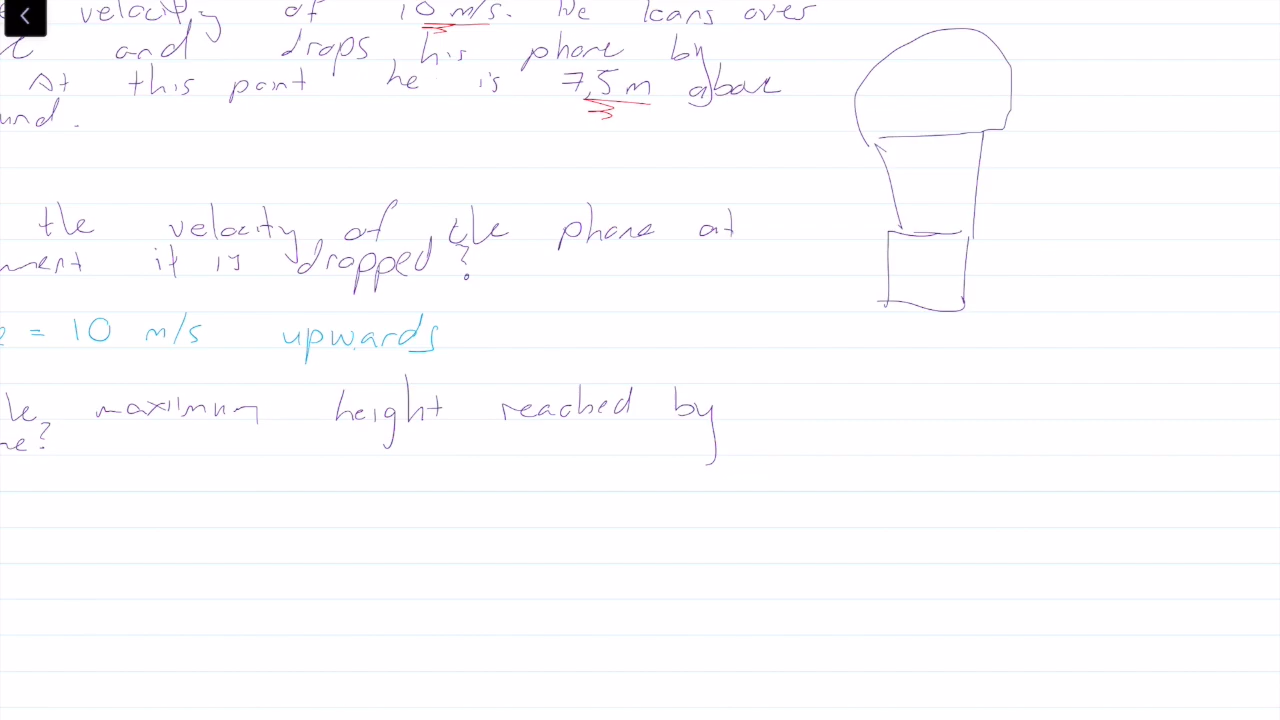 velocity of 10 m/s. He leans over
and drops his phone by
At this point he is 7,5 m above
und.
the velocity of the phone at
ment it is dropped?
= 10 m/s upwards
le maximum height reached by
ne?